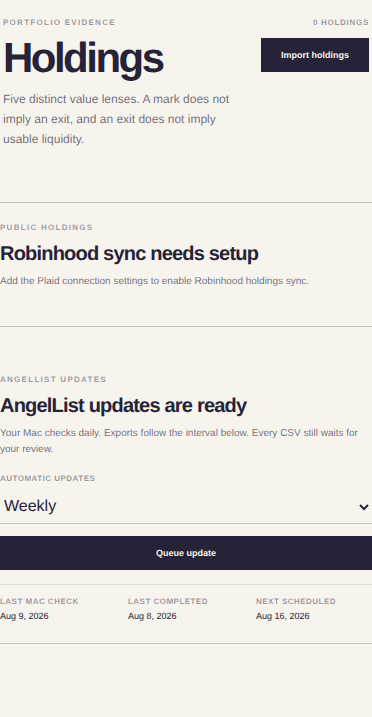 PORTFOLIO EVIDENCE
0 HOLDINGS
Holdings
Import holdings
Five distinct value lenses. A mark does not
imply an exit, and an exit does not imply
usable liquidity.
PUBLIC HOLDINGS
Robinhood sync needs setup
Add the Plaid connection settings to enable Robinhood holdings sync.
ANGELLIST UPDATES
AngelList updates are ready
Your Mac checks daily. Exports follow the interval below. Every CSV still waits for
your review.
AUTOMATIC UPDATES
Weekly
Queue update
LAST MAC CHECK
Aug 9, 2026
LAST COMPLETED
Aug 8, 2026
NEXT SCHEDULED
Aug 16, 2026